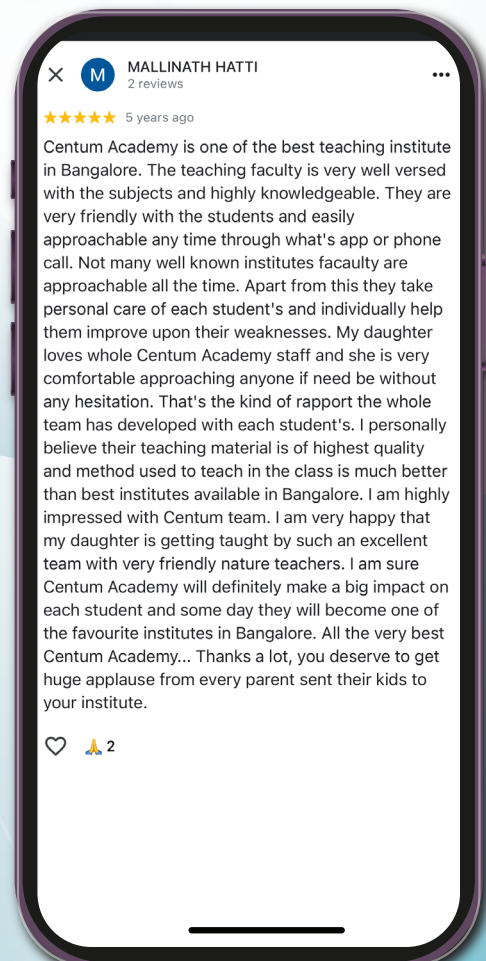 M
MALLINATH HATTI
2 reviews
5 years ago
Centum Academy is one of the best teaching institute
in Bangalore. The teaching faculty is very well versed
with the subjects and highly knowledgeable. They are
very friendly with the students and easily
approachable any time through what's app or phone
call. Not many well known institutes facaulty are
approachable all the time. Apart from this they take
personal care of each student's and individually help
them improve upon their weaknesses. My daughter
loves whole Centum Academy staff and she is very
comfortable approaching anyone if need be without
any hesitation. That's the kind of rapport the whole
team has developed with each student's. I personally
believe their teaching material is of highest quality
and method used to teach in the class is much better
than best institutes available in Bangalore. I am highly
impressed with Centum team. I am very happy that
my daughter is getting taught by such an excellent
team with very friendly nature teachers. I am sure
Centum Academy will definitely make a big impact on
each student and some day they will become one of
the favourite institutes in Bangalore. All the very best
Centum Academy... Thanks a lot, you deserve to get
huge applause from every parent sent their kids to
your institute.
🙏 2